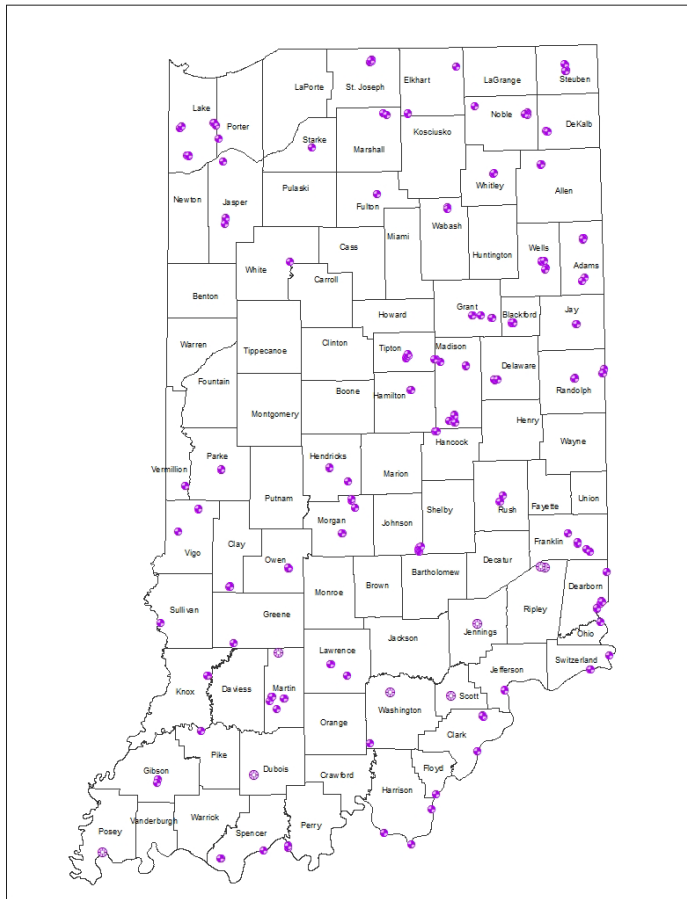 Steuben
Elkhart
LaGrange
St. Joseph
LaPorte
Lake
Porter
Noble
DeKalb
Starke
Marshall
Kosciusko
Whitley
Allen
Pulaski
Newton
Jasper
Fulton
Wabash
Miami
Cass
Huntington
Wells
Adams
White
Carroll
Benton
Grant
Howard
Blackford
Jay
Warren
Tippecanoe
Clinton
Tipton
Madison
Delaware
Fountain
Boone
Hamilton
Randolph
Montgomery
Henry
Hancock
Wayne
Vermillion
Parke
Hendricks
Marion
Putnam
Union
Shelby
Rush
Fayette
Morgan
Johnson
Franklin
Vigo
Clay
Owen
Decatur
Bartholomew
Monroe
Brown
Dearborn
Sullivan
Greene
Ripley
Jackson
Jennings
Ohio
Lawrence
Switzerland
Jefferson
Knox
Daviess
Martin
Scott
Washington
Orange
Clark
Pike
Gibson
Dubois
Crawford
Floyd
Harrison
Posey
Vanderburgh
Warrick
Spencer
Perry